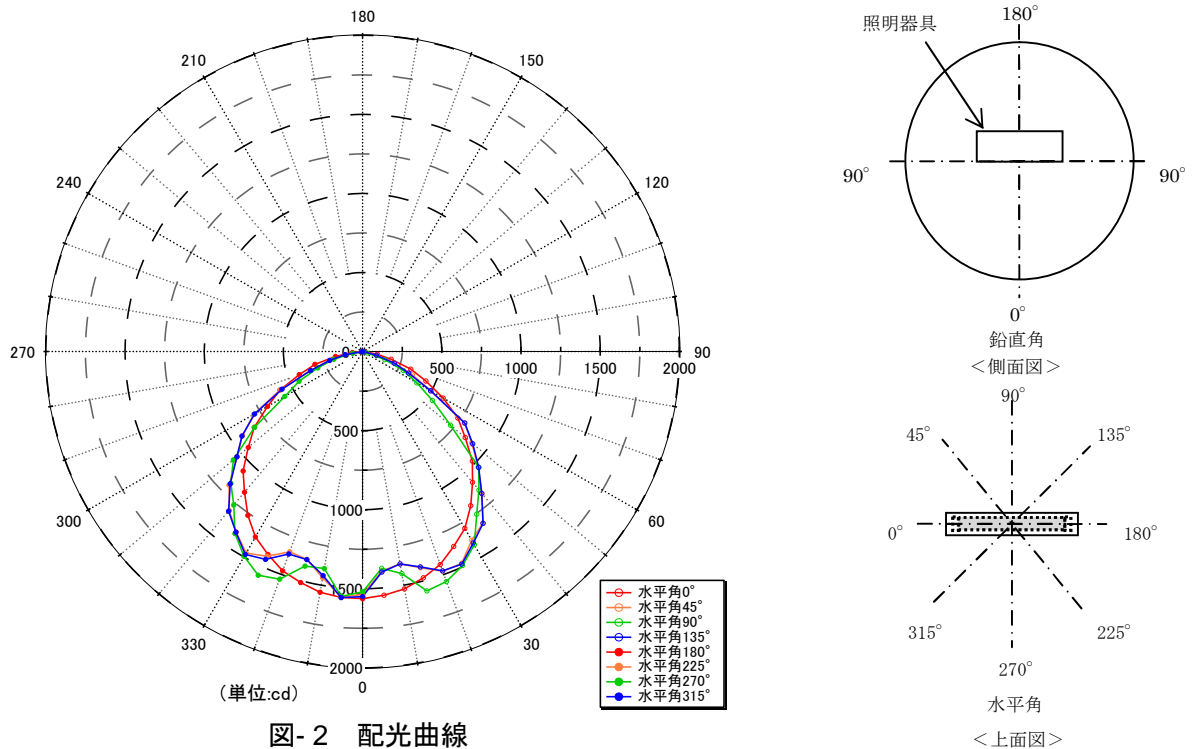 180
210
150
240
120
270
90
0
500
1000
1500
2000
500
1000
1500
2000
300
60
330
30
0
(単位:cd)
水平角0°
水平角45°
水平角90°
水平角135°
水平角180°
水平角225°
水平角270°
水平角315°
図-2 配光曲線
照明器具
180°
90°
90°
0°
鉛直角
＜側面図＞
90°
45°
135°
0°
180°
315°
225°
270°
水平角
＜上面図＞